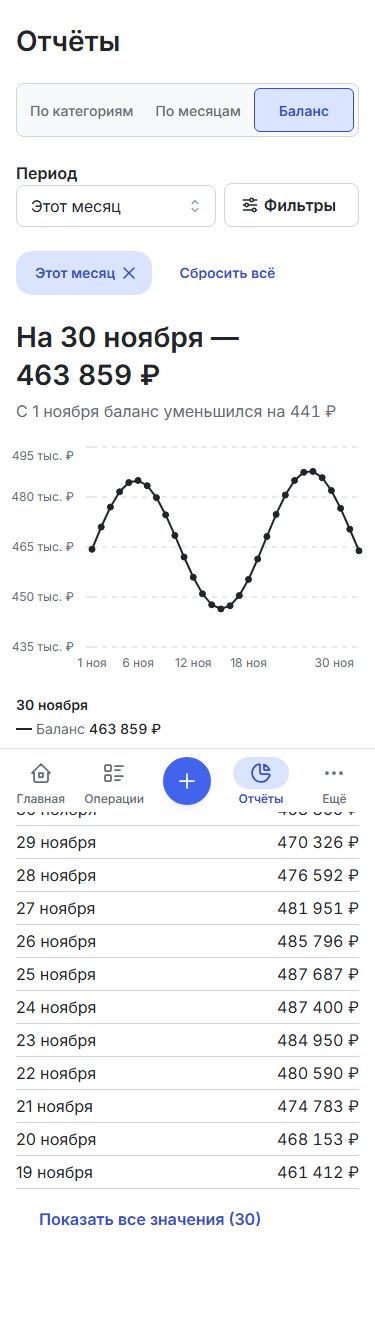 Отчёты
По категориям По месяцам Баланс
Период
Этот месяц Фильтры
Этот месяц Сбросить всё
На 30 ноября —
463 859 ₽
С 1 ноября баланс уменьшился на 441 ₽
495 тыс. ₽
480 тыс. ₽
465 тыс. ₽
450 тыс. ₽
435 тыс. ₽
1 ноя 6 ноя 12 ноя 18 ноя 30 ноя
30 ноября
Баланс 463 859 ₽
Главная Операции Отчёты Ещё
29 ноября 470 326 ₽
28 ноября 476 592 ₽
27 ноября 481 951 ₽
26 ноября 485 796 ₽
25 ноября 487 687 ₽
24 ноября 487 400 ₽
23 ноября 484 950 ₽
22 ноября 480 590 ₽
21 ноября 474 783 ₽
20 ноября 468 153 ₽
19 ноября 461 412 ₽
Показать все значения (30)